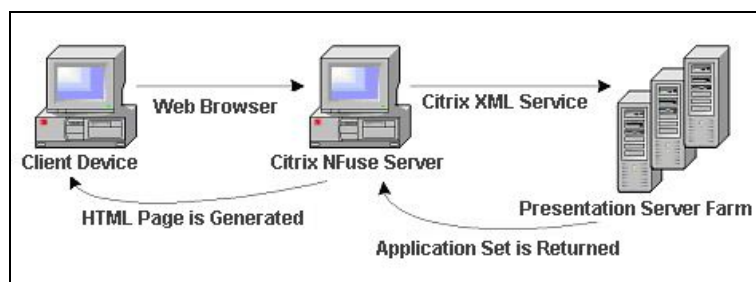 Web Browser
Citrix XML Service
Client Device
Citrix NFuse Server
HTML Page is Generated
Presentation Server Farm
Application Set is Returned